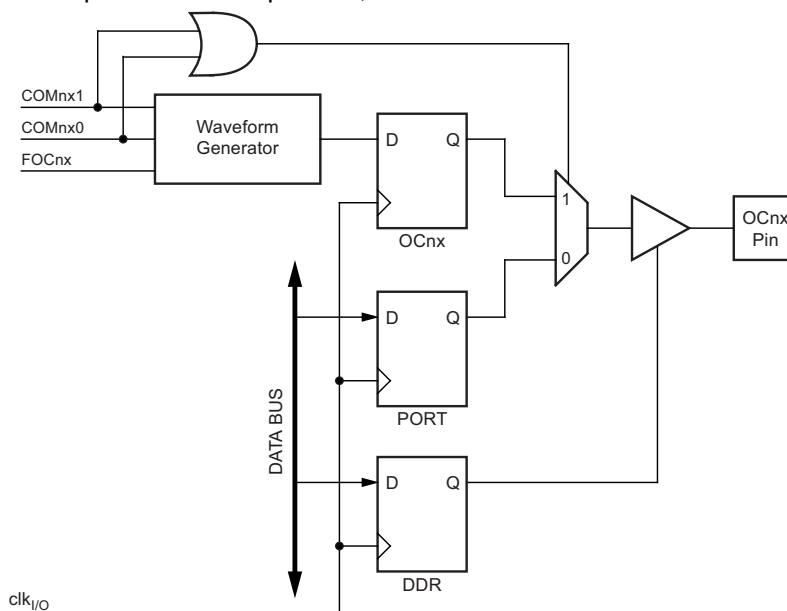 COMnx1
COMnx0
FOCnx
Waveform
Generator
D Q
OCnx
1
0
OCnx
Pin
D Q
PORT
DATA BUS
D Q
DDR
clkI/O